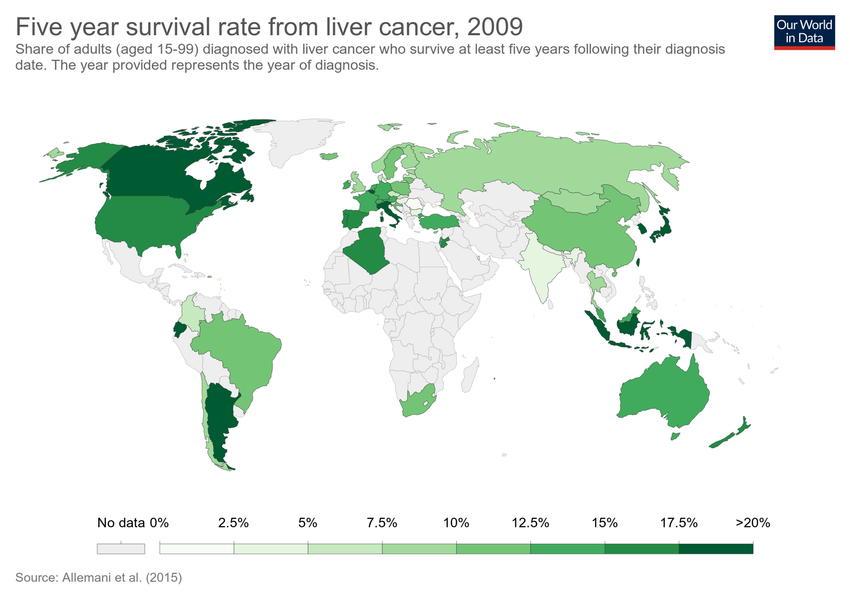 Five year survival rate from liver cancer, 2009
Our World
in Data
Share of adults (aged 15-99) diagnosed with liver cancer who survive at least five years following their diagnosis
date. The year provided represents the year of diagnosis.
No data 0% 2.5% 5% 7.5% 10% 12.5% 15% 17.5% >20%
Source: Allemani et al. (2015)